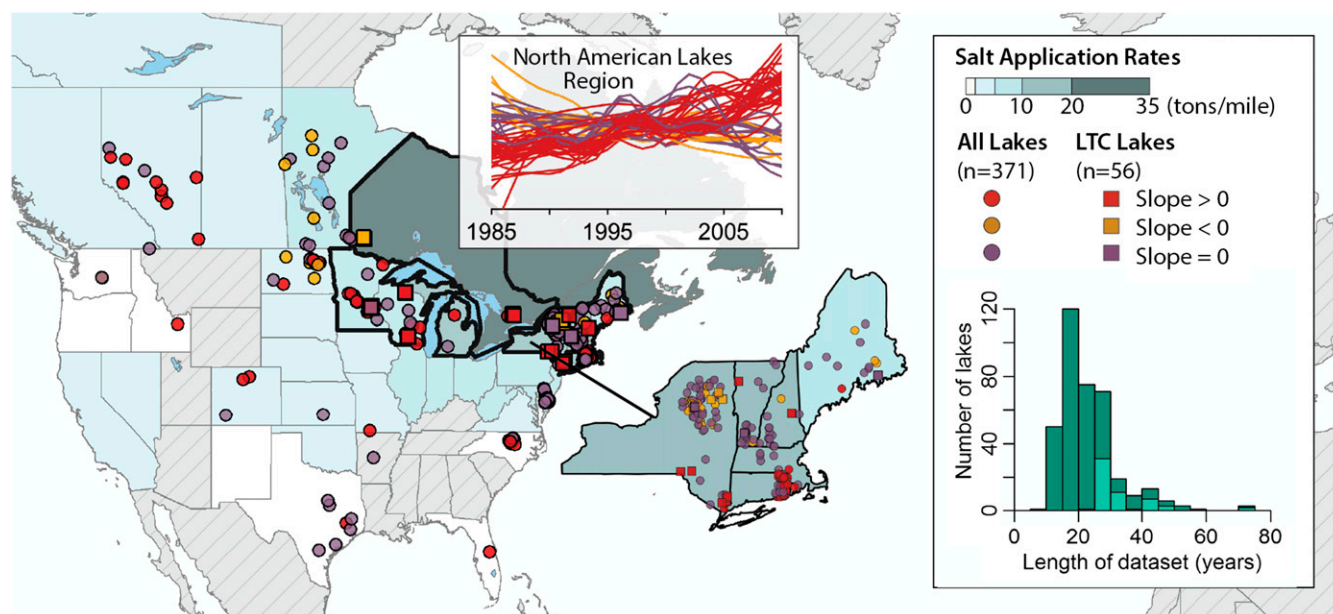 North American Lakes
Region
1985 1995 2005
Salt Application Rates
0 10 20 35 (tons/mile)
All Lakes LTC Lakes
(n=371) (n=56)
Slope > 0
Slope < 0
Slope = 0
Number of lakes
0 40 80 120
0 20 40 60 80
Length of dataset (years)